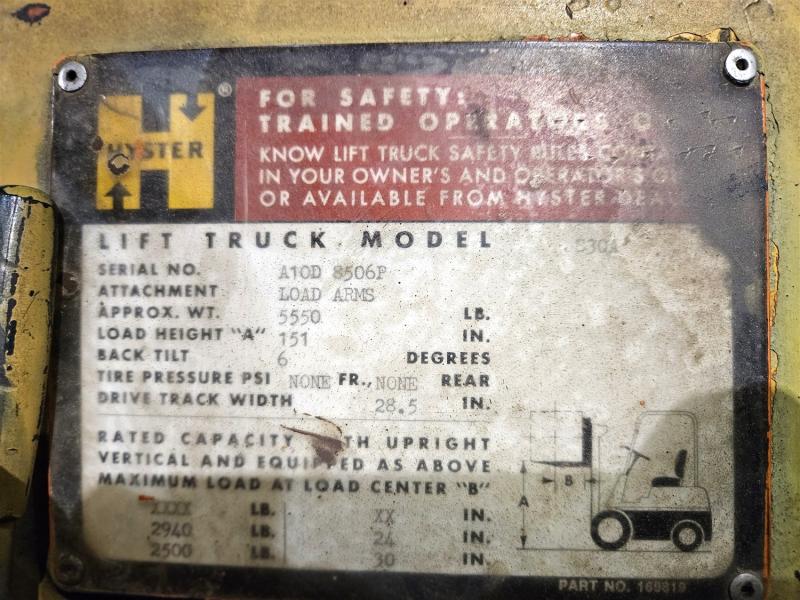 HYSTER ®
FOR SAFETY:
TRAINED OPERATORS
KNOW LIFT TRUCK SAFETY RULES
IN YOUR OWNER'S AND OPERATOR'S
OR AVAILABLE FROM HYSTER
LIFT TRUCK MODEL S30A
SERIAL NO. A10D 8506P
ATTACHMENT LOAD ARMS
APPROX. WT. 5550 LB.
LOAD HEIGHT "A" 151 IN.
BACK TILT 6 DEGREES
TIRE PRESSURE PSI NONE FR., NONE REAR
DRIVE TRACK WIDTH 28.5 IN.
RATED CAPACITY UPRIGHT
VERTICAL AND EQUIPPED AS ABOVE
MAXIMUM LOAD AT LOAD CENTER "B"
XXXX LB. XX IN.
2940 LB. 24 IN.
2500 LB. 30 IN.
B
A
PART NO. 169819